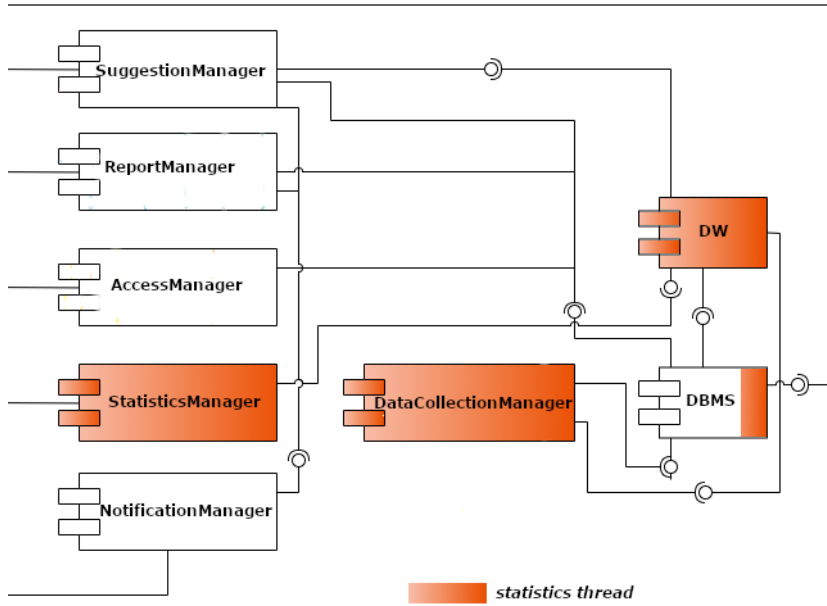 SuggestionManager
ReportManager
DW
AccessManager
StatisticsManager
DataCollectionManager
DBMS
NotificationManager
statistics thread